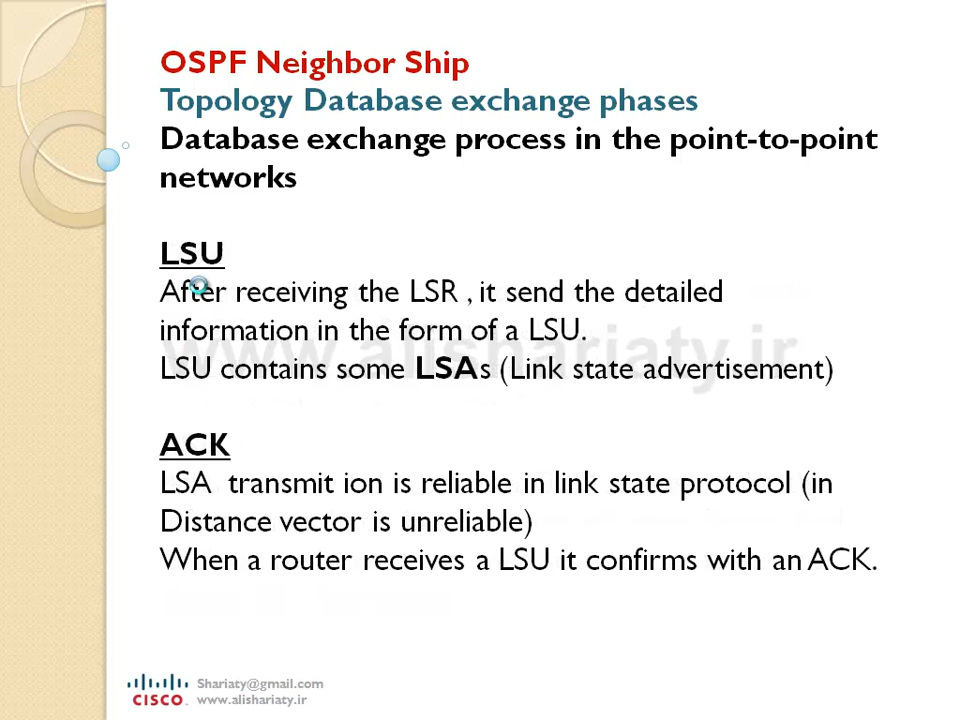 OSPF Neighbor Ship
Topology Database exchange phases
Database exchange process in the point-to-point
networks
LSU
After receiving the LSR , it send the detailed
information in the form of a LSU.
www.alishariaty.ir
LSU contains some LSAs (Link state advertisement)
ACK
LSA transmit ion is reliable in link state protocol (in
Distance vector is unreliable)
When a router receives a LSU it confirms with an ACK.
Shariaty@gmail.com
CISCO. www.alishariaty.ir